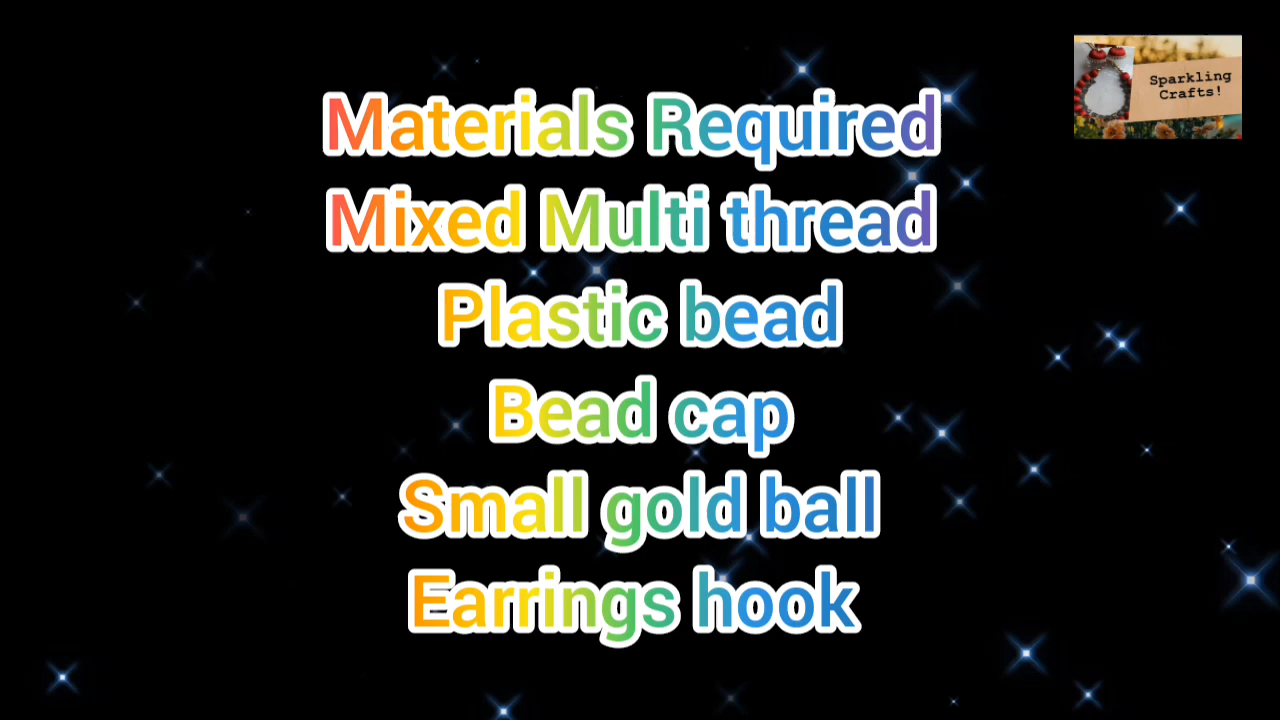 Materials Required
Mixed Multi thread
Plastic bead
Bead cap
Small gold ball
Earrings hook
Sparkling
Crafts!